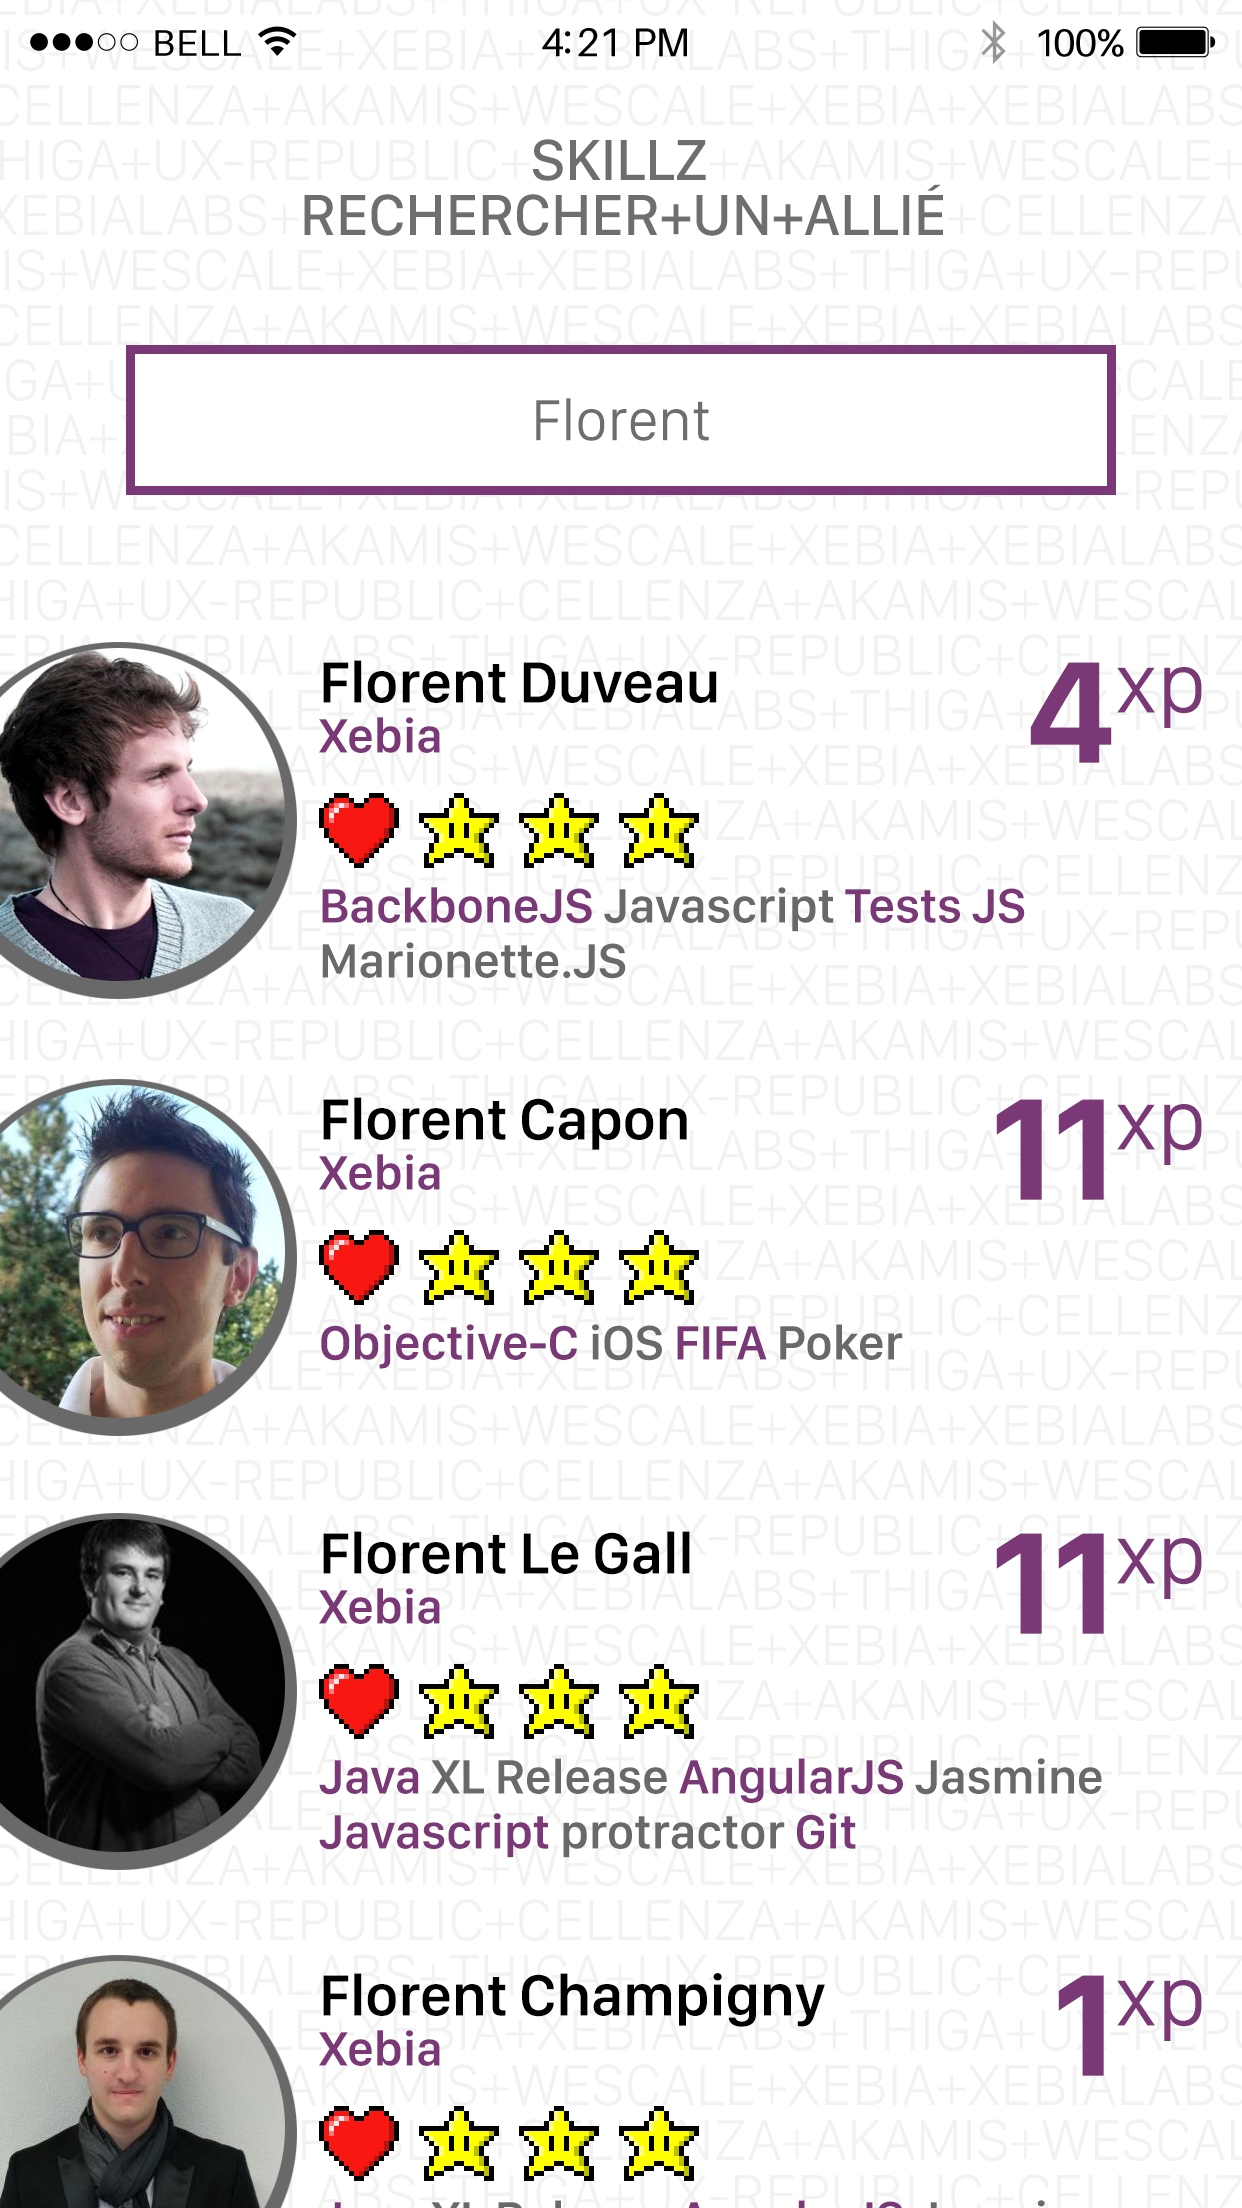 BELL 4:21 PM 100%
SKILLZ
RECHERCHER+UN+ALLIÉ
Florent
Florent Duveau
4xp
Xebia
BackboneJS Javascript Tests JS
Marionette.JS
Florent Capon
11xp
Xebia
Objective-C iOS FIFA Poker
Florent Le Gall
11xp
Xebia
Java XL Release AngularJS Jasmine
Javascript protractor Git
Florent Champigny
1xp
Xebia